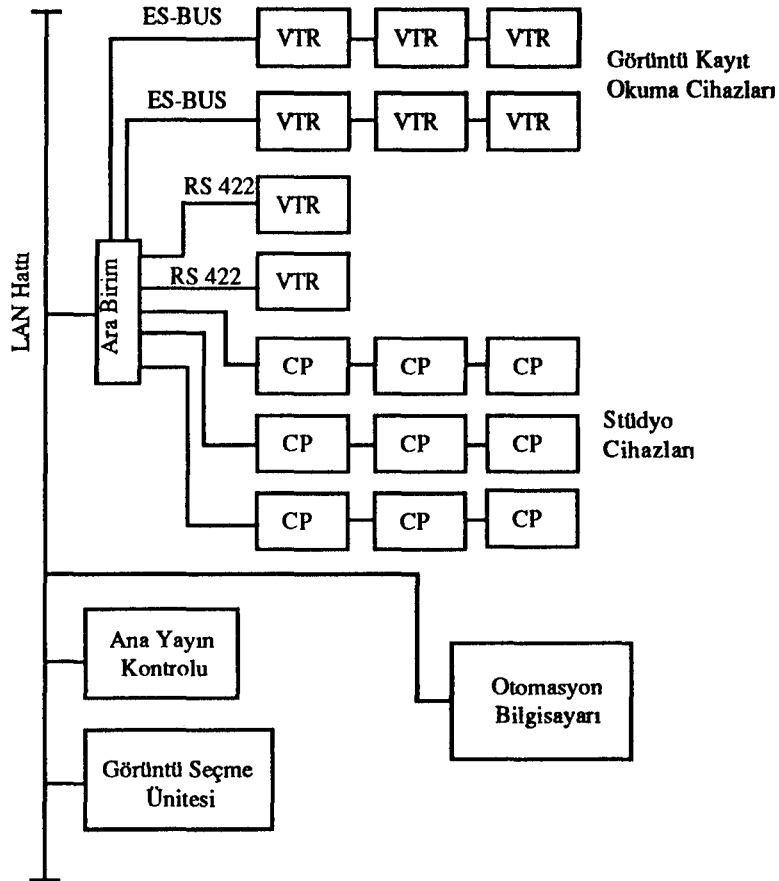 ES-BUS
VTR VTR VTR
Görüntü Kayıt
Okuma Cihazları
ES-BUS
VTR VTR VTR
RS 422
VTR
RS 422
VTR
LAN Hattı
Ara Birim
CP CP CP
CP CP CP
Stüdyo
Cihazları
CP CP CP
Ana Yayın
Kontrolu
Otomasyon
Bilgisayarı
Görüntü Seçme
Ünitesi